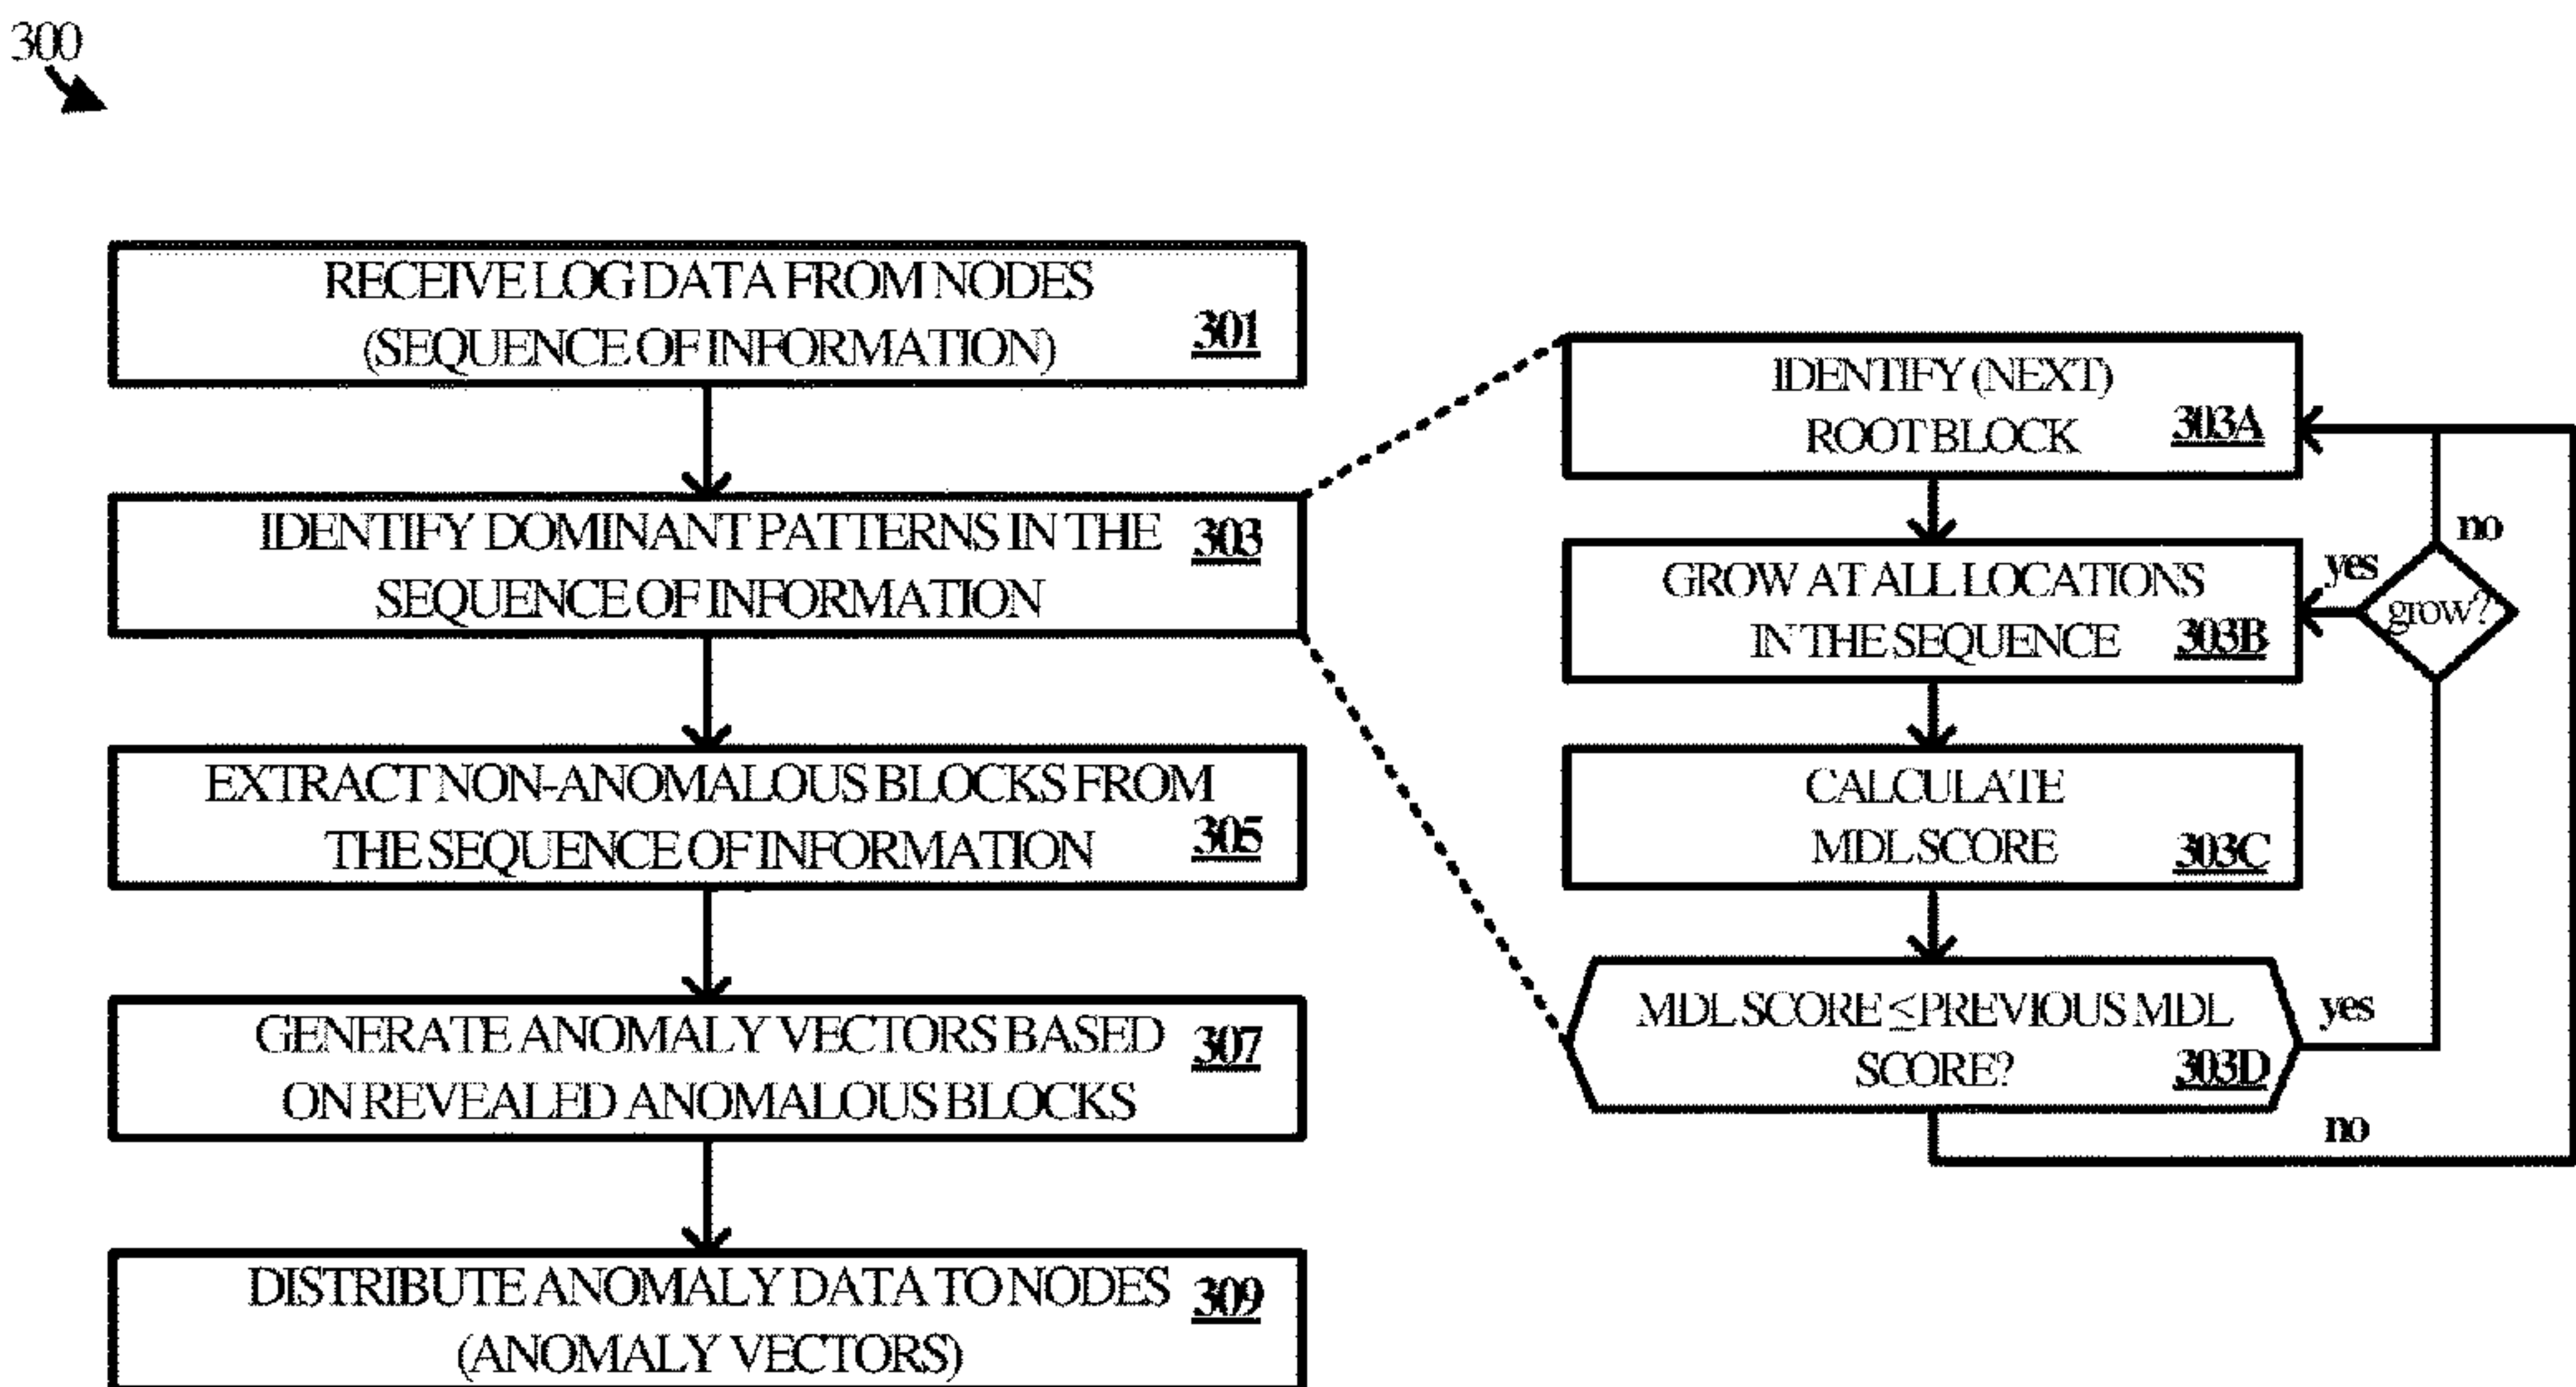 300
RECEIVE LOG DATA FROM NODES
(SEQUENCE OF INFORMATION)
301
IDENTIFY DOMINANT PATTERNS IN THE
SEQUENCE OF INFORMATION
303
EXTRACT NON-ANOMALOUS BLOCKS FROM
THE SEQUENCE OF INFORMATION
305
GENERATE ANOMALY VECTORS BASED
ON REVEALED ANOMALOUS BLOCKS
307
DISTRIBUTE ANOMALY DATA TO NODES
(ANOMALY VECTORS)
309
IDENTIFY (NEXT)
ROOT BLOCK
303A
GROW AT ALL LOCATIONS
IN THE SEQUENCE
303B
yes
grow?
no
CALCULATE
MDL SCORE
303C
MDL SCORE ≤ PREVIOUS MDL
SCORE?
303D
yes
no